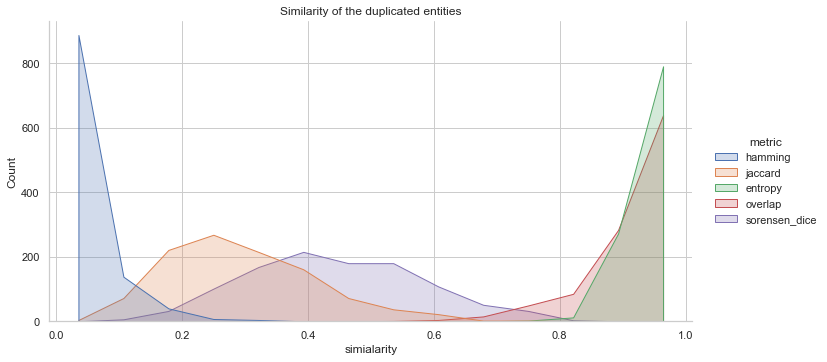 Similarity of the duplicated entities
Count
800
600
400
200
0
0.0
0.2
0.4
0.6
0.8
1.0
simialarity
metric
hamming
jaccard
entropy
overlap
sorensen_dice